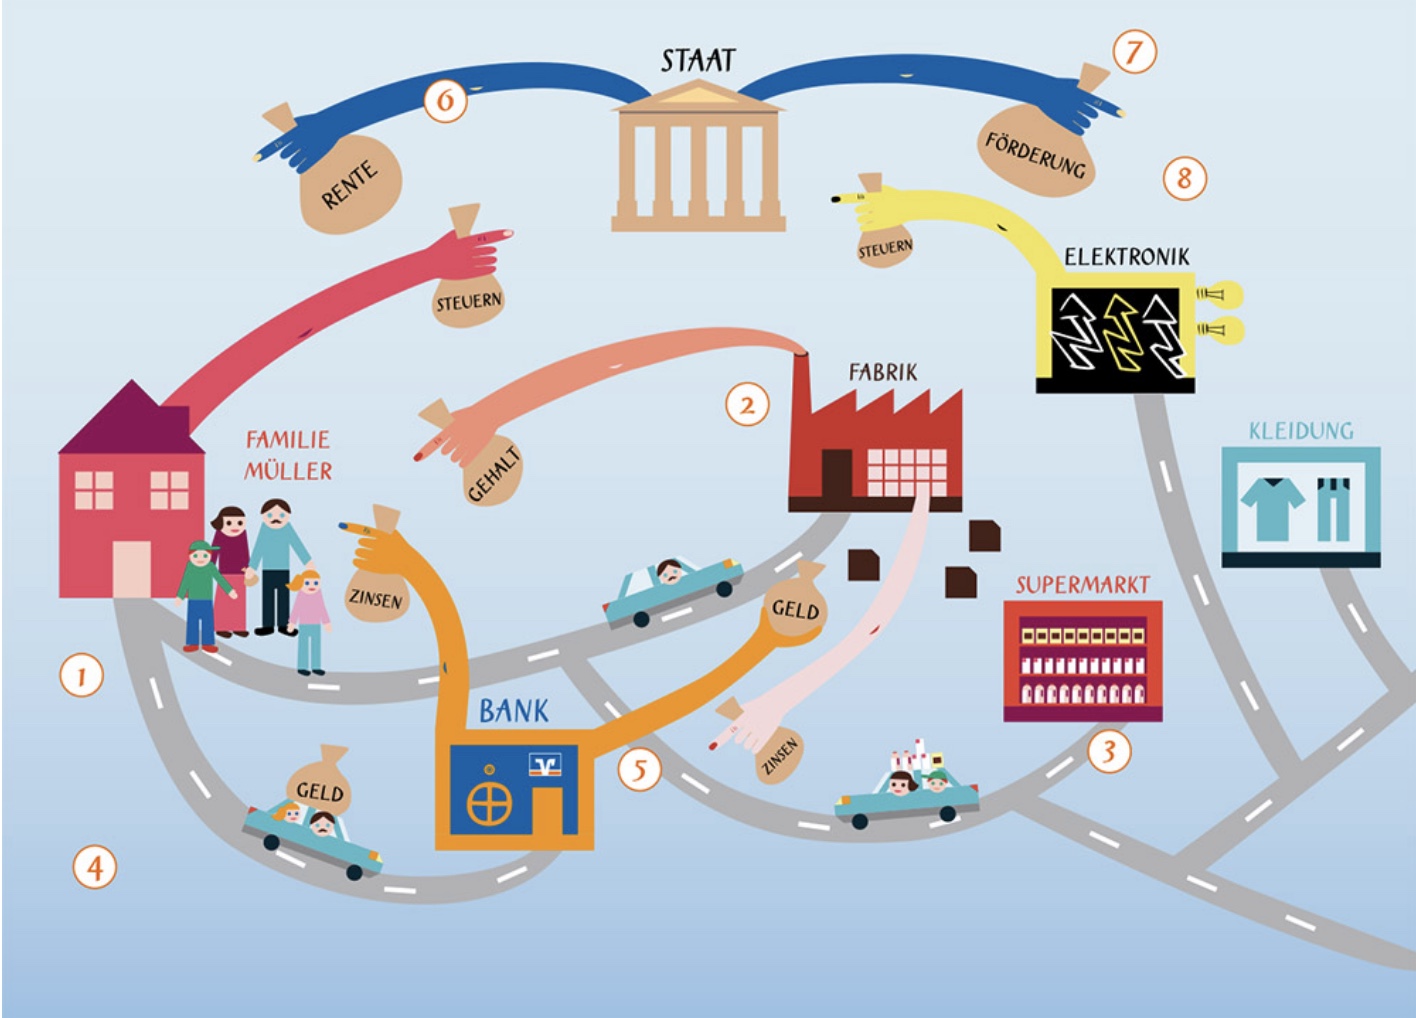 STAAT
7
6
FÖRDERUNG
RENTE
8
STEUERN
ELEKTRONIK
STEUERN
FABRIK
2
FAMILIE
MÜLLER
GEHALT
KLEIDUNG
ZINSEN
GELD
SUPERMARKT
1
BANK
ZINSEN
5
3
GELD
4